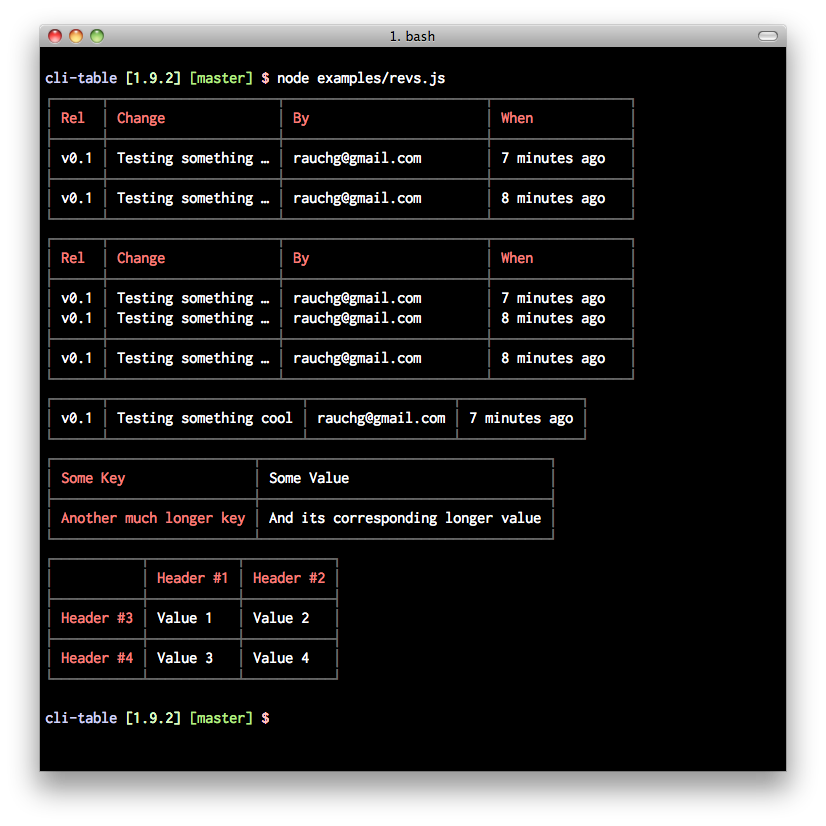 1. bash
cli-table [1.9.2] [master] $ node examples/revs.js
Rel Change By When
v0.1 Testing something … rauchg@gmail.com 7 minutes ago
v0.1 Testing something … rauchg@gmail.com 8 minutes ago
Rel Change By When
v0.1 Testing something … rauchg@gmail.com 7 minutes ago
v0.1 Testing something … rauchg@gmail.com 8 minutes ago
v0.1 Testing something … rauchg@gmail.com 8 minutes ago
v0.1 Testing something cool rauchg@gmail.com 7 minutes ago
Some Key Some Value
Another much longer key And its corresponding longer value
Header #1 Header #2
Header #3 Value 1 Value 2
Header #4 Value 3 Value 4
cli-table [1.9.2] [master] $